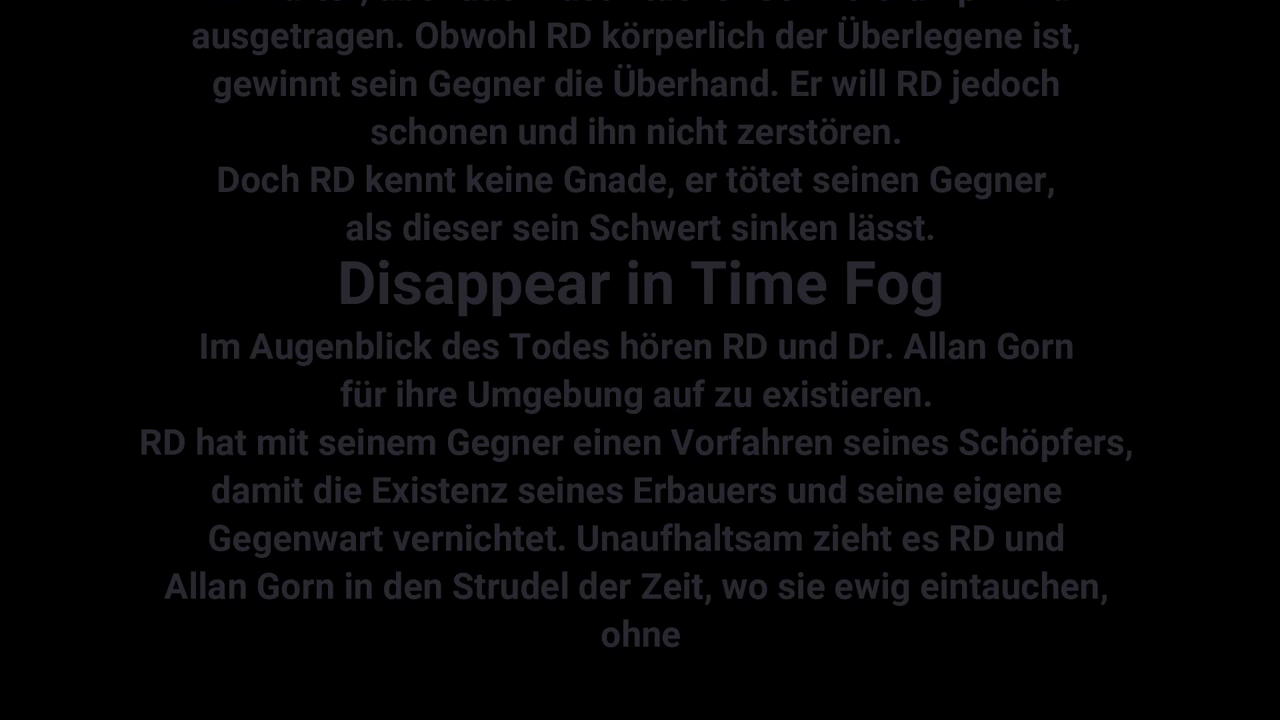 ausgetragen. Obwohl RD körperlich der Überlegene ist,
gewinnt sein Gegner die Überhand. Er will RD jedoch
schonen und ihn nicht zerstören.
Doch RD kennt keine Gnade, er tötet seinen Gegner,
als dieser sein Schwert sinken lässt.
Disappear in Time Fog
Im Augenblick des Todes hören RD und Dr. Allan Gorn
für ihre Umgebung auf zu existieren.
RD hat mit seinem Gegner einen Vorfahren seines Schöpfers,
damit die Existenz seines Erbauers und seine eigene
Gegenwart vernichtet. Unaufhaltsam zieht es RD und
Allan Gorn in den Strudel der Zeit, wo sie ewig eintauchen,
ohne